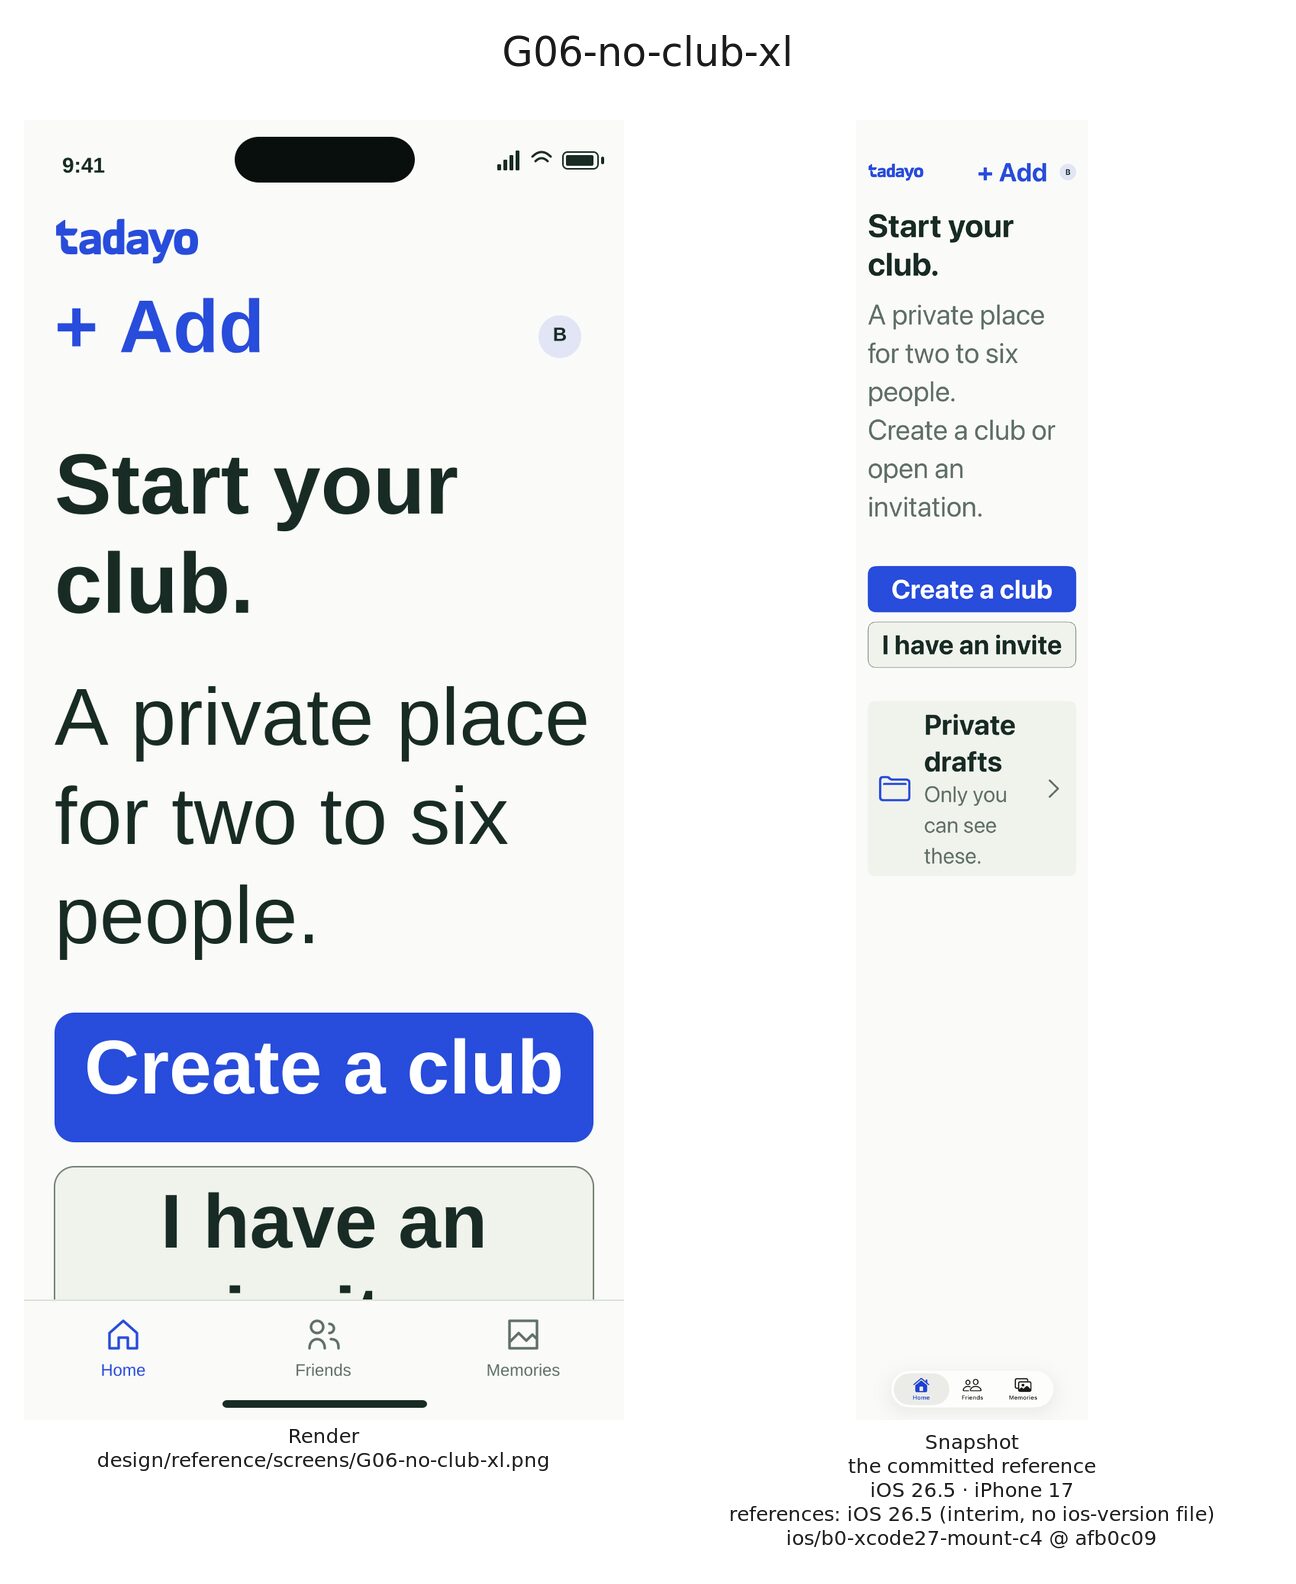 G06-no-club-xl
9:41
tadayo
+ Add
B
Start your
club.
A private place
for two to six
people.
Create a club
I have an
Home
Friends
Memories
Render
design/reference/screens/G06-no-club-xl.png
tadayo
+ Add
B
Start your
club.
A private place
for two to six
people.
Create a club or
open an
invitation.
Create a club
I have an invite
Private
drafts
Only you
can see
these.
Home
Friends
Memories
Snapshot
the committed reference
iOS 26.5 · iPhone 17
references: iOS 26.5 (interim, no ios-version file)
ios/b0-xcode27-mount-c4 @ afb0c09